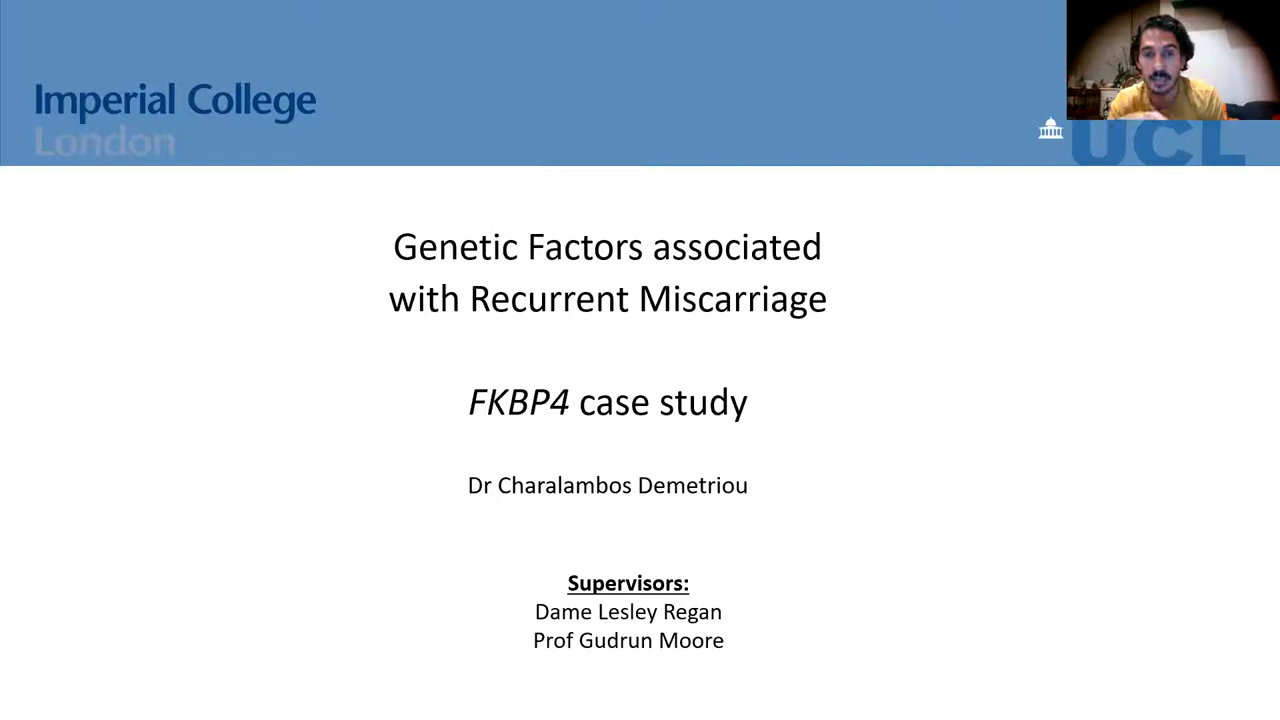 Imperial College
London
UCL
Genetic Factors associated
with Recurrent Miscarriage
FKBP4 case study
Dr Charalambos Demetriou
Supervisors:
Dame Lesley Regan
Prof Gudrun Moore